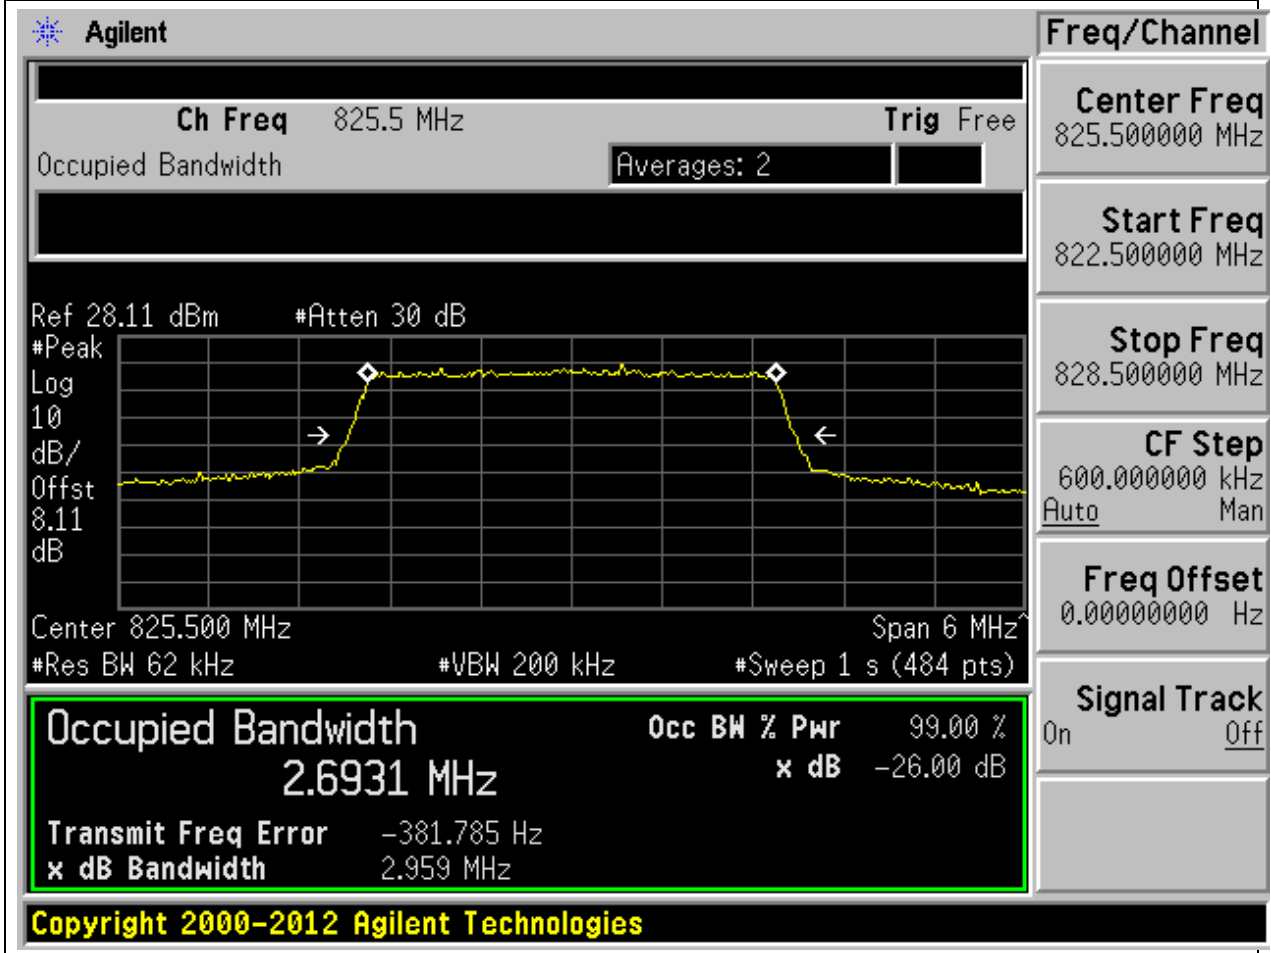 Agilent
Freq/Channel
Ch Freq 825.5 MHz Trig Free
Occupied Bandwidth Averages: 2
Center Freq
825.500000 MHz
Start Freq
822.500000 MHz
Stop Freq
828.500000 MHz
CF Step
600.000000 kHz
Auto Man
Freq Offset
0.00000000 Hz
Signal Track
On Off
Ref 28.11 dBm #Atten 30 dB
#Peak
Log
10
dB/
Offst
8.11
dB
Center 825.500 MHz Span 6 MHz^
#Res BW 62 kHz #VBW 200 kHz #Sweep 1 s (484 pts)
Occupied Bandwidth
2.6931 MHz
Occ BW % Pwr 99.00 %
x dB -26.00 dB
Transmit Freq Error -381.785 Hz
x dB Bandwidth 2.959 MHz
Copyright 2000-2012 Agilent Technologies